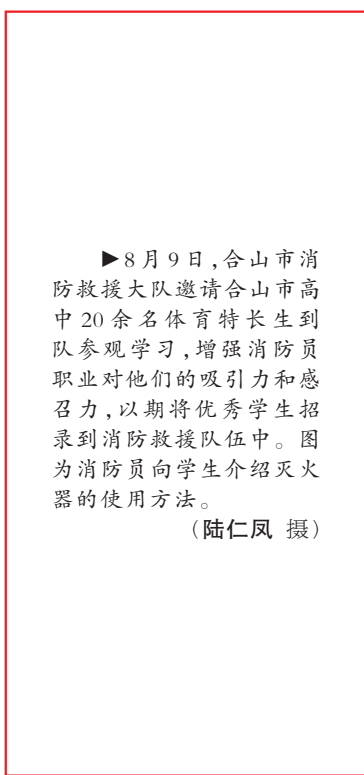 ▶8月9日，合山市消
防救援大队邀请合山市高
中20余名体育特长生到
队参观学习，增强消防员
职业对他们的吸引力和感
召力，以期将优秀学生招
录到消防救援队伍中。图
为消防员向学生介绍灭火
器的使用方法。
（陆仁凤 摄）